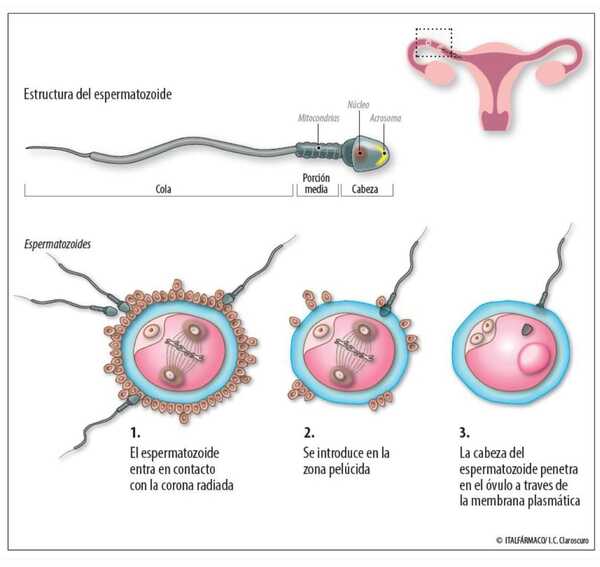 Estructura del espermatozoide
Núcleo
Mitocondrias
Acrosoma
Cola
Porción
media
Cabeza
Espermatozoides
1.
El espermatozoide
entra en contacto
con la corona radiada
2.
Se introduce en la
zona pelúcida
3.
La cabeza del
espermatozoide penetra
en el óvulo a traves de
la membrana plasmática
© ITALFÁRMACO/ I.C. Claroscuro